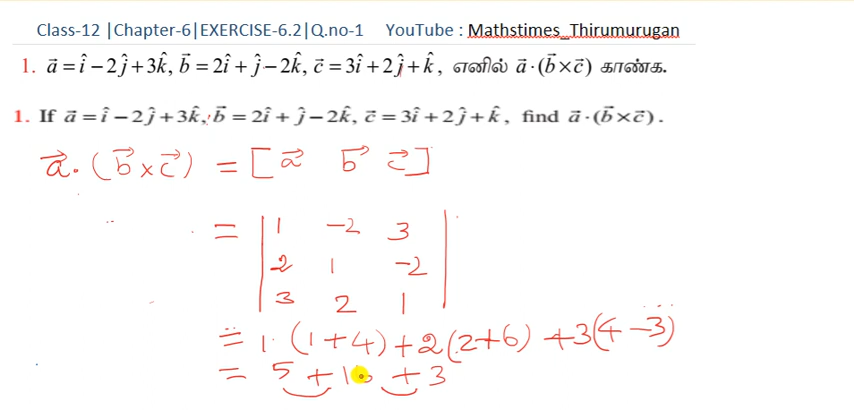 Class-12 |Chapter-6|EXERCISE-6.2|Q.no-1 YouTube : Mathstimes_Thirumurugan
1. a⃗ = î − 2ĵ + 3k̂, b⃗ = 2î + ĵ − 2k̂, c⃗ = 3î + 2ĵ + k̂, எனில் a⃗ · (b⃗ × c⃗) காண்க.
1. If a⃗ = î − 2ĵ + 3k̂, b⃗ = 2î + ĵ − 2k̂, c⃗ = 3î + 2ĵ + k̂, find a⃗ · (b⃗ × c⃗).
a⃗. (b⃗ × c⃗) = [a⃗ b⃗ c⃗]
= | 1 −2 3 |
| 2 1 −2 |
| 3 2 1 |
= 1. (1+4) + 2(2+6) + 3(4−3)
= 5 + 16 + 3